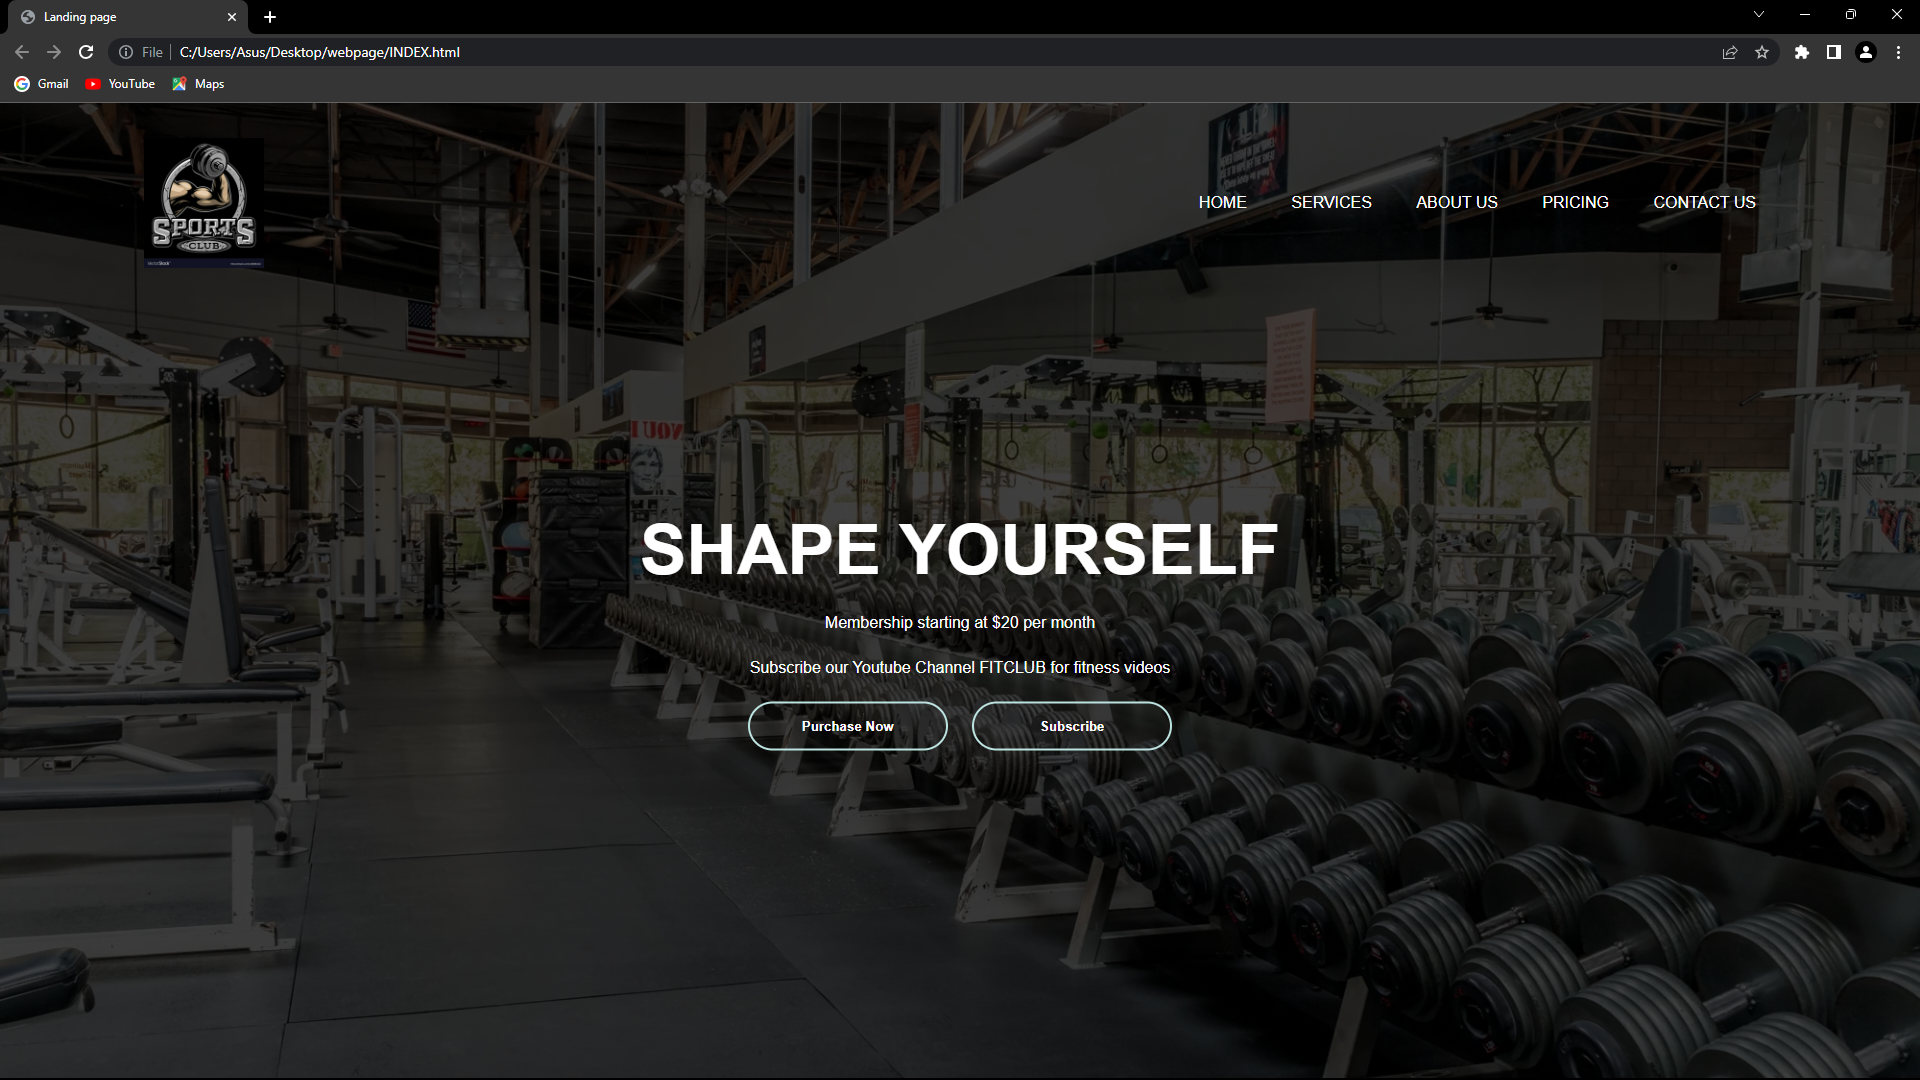 Landing page
File
C:/Users/Asus/Desktop/webpage/INDEX.html
Gmail
YouTube
Maps
SPORTS
CLUB
HOME
SERVICES
ABOUT US
PRICING
CONTACT US
SHAPE YOURSELF
Membership starting at $20 per month
Subscribe our Youtube Channel FITCLUB for fitness videos
Purchase Now
Subscribe